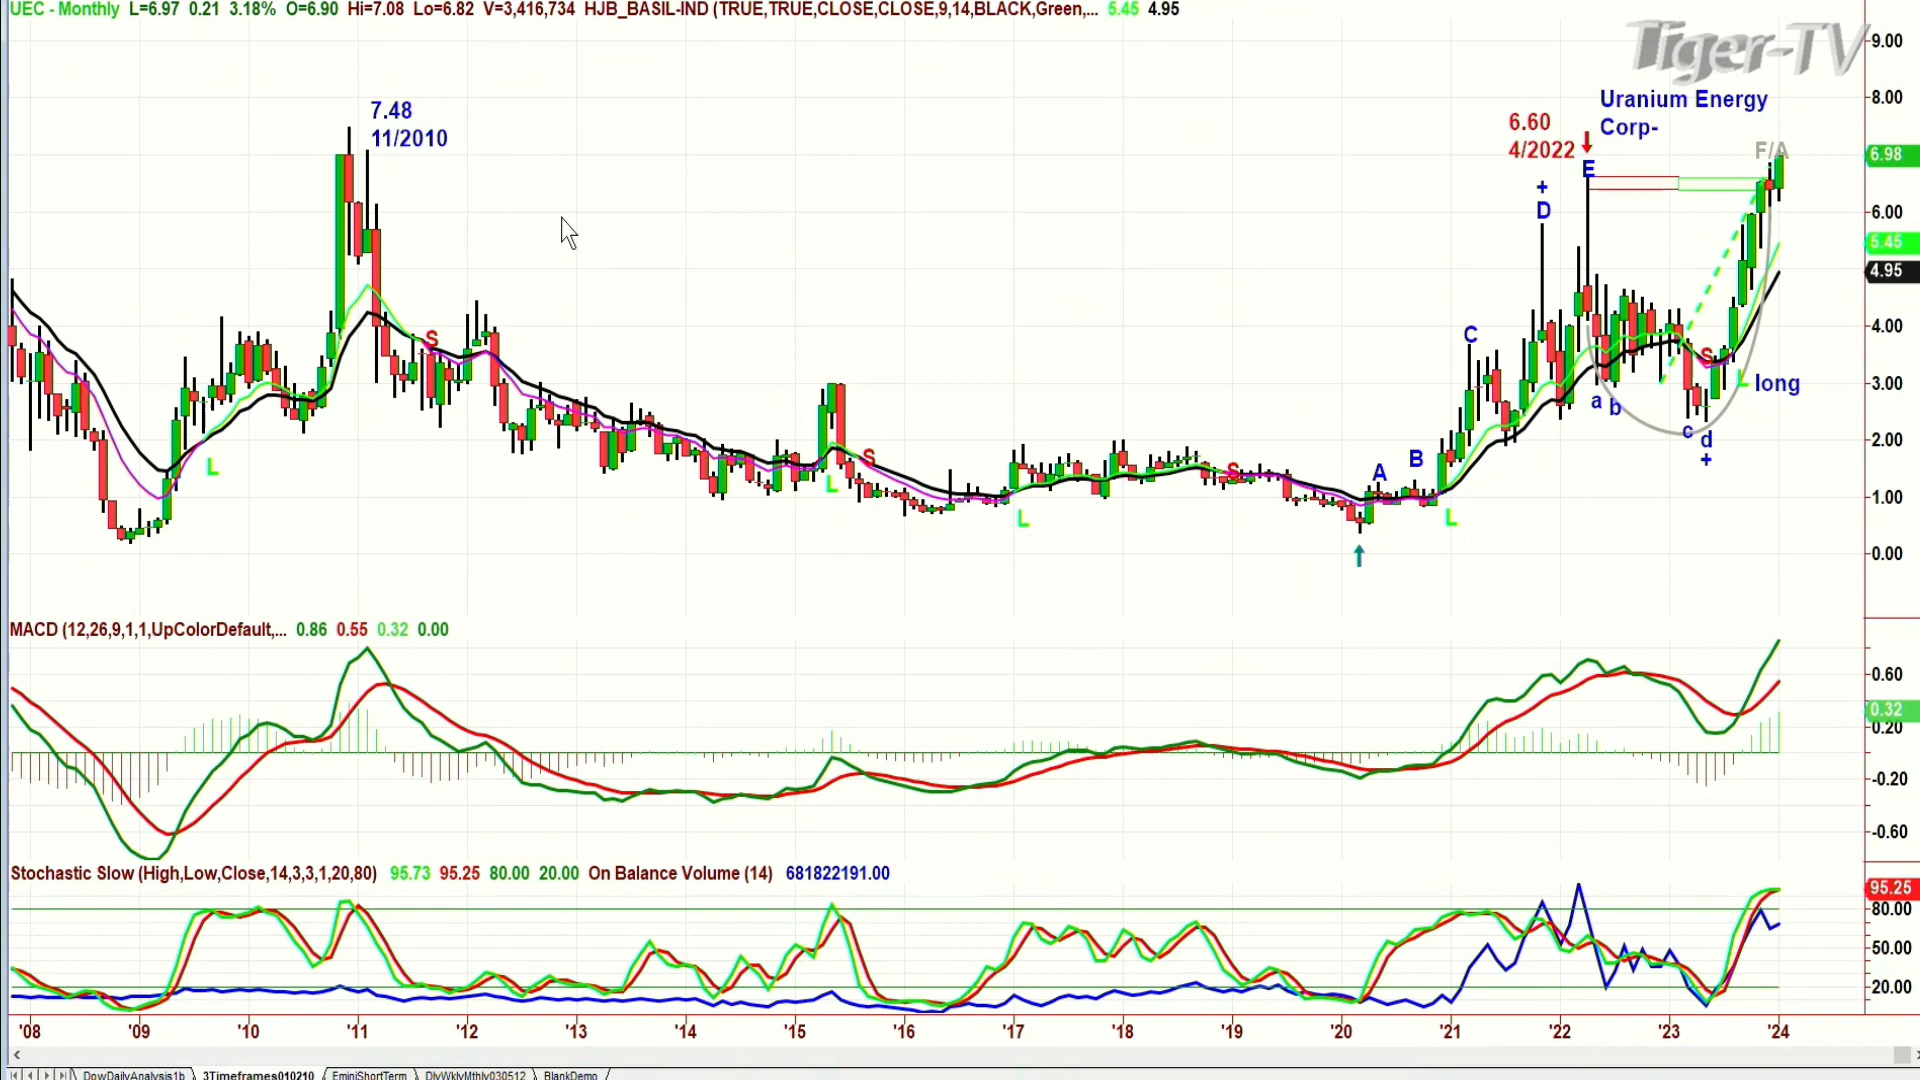 UEC - Monthly L=6.97 0.21 3.18% O=6.90 Hi=7.08 Lo=6.82 V=3,416,734 HJB_BASIL-IND (TRUE,TRUE,CLOSE,CLOSE,9,14,BLACK,Green,... 5.45 4.95
Tiger-TV
9.00
8.00
7.48
11/2010
6.60
4/2022
Uranium Energy
Corp-
F/A
6.98
E
+
D
6.00
5.45
4.95
S
C
4.00
S
L
long
3.00
a b
c d
+
2.00
L
S
L
S
A
B
1.00
L
L
0.00
MACD (12,26,9,1,1,UpColorDefault,... 0.86 0.55 0.32 0.00
0.60
0.32
0.20
-0.20
-0.60
Stochastic Slow (High,Low,Close,14,3,3,1,20,80) 95.73 95.25 80.00 20.00 On Balance Volume (14) 681822191.00
95.25
80.00
50.00
20.00
'08 '09 '10 '11 '12 '13 '14 '15 '16 '17 '18 '19 '20 '21 '22 '23 '24
DowDailyAnalysis1b 3Timeframes010210 EminiShortTerm DlyWklyMthly030512 BlankDemo